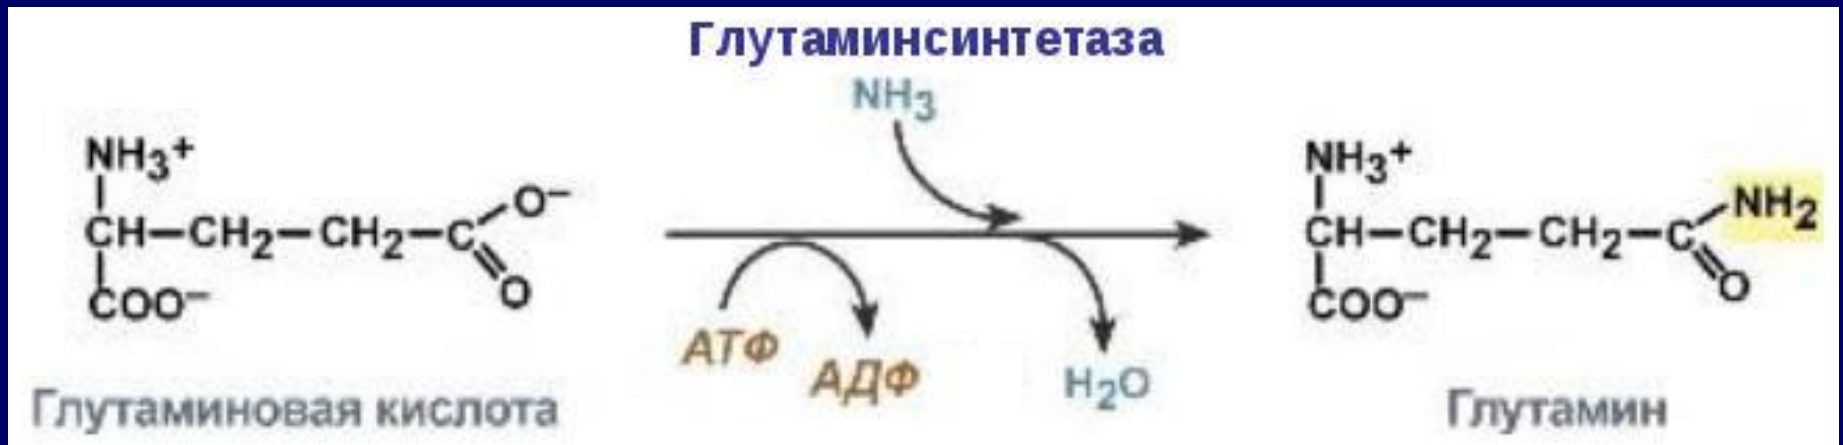 Глутаминсинтетаза
NH3
NH3+
CH—CH2—CH2—C
O−
O
COO−
АТФ
АДФ
H2O
NH3+
CH—CH2—CH2—C
NH2
O
COO−
Глутаминовая кислота
Глутамин